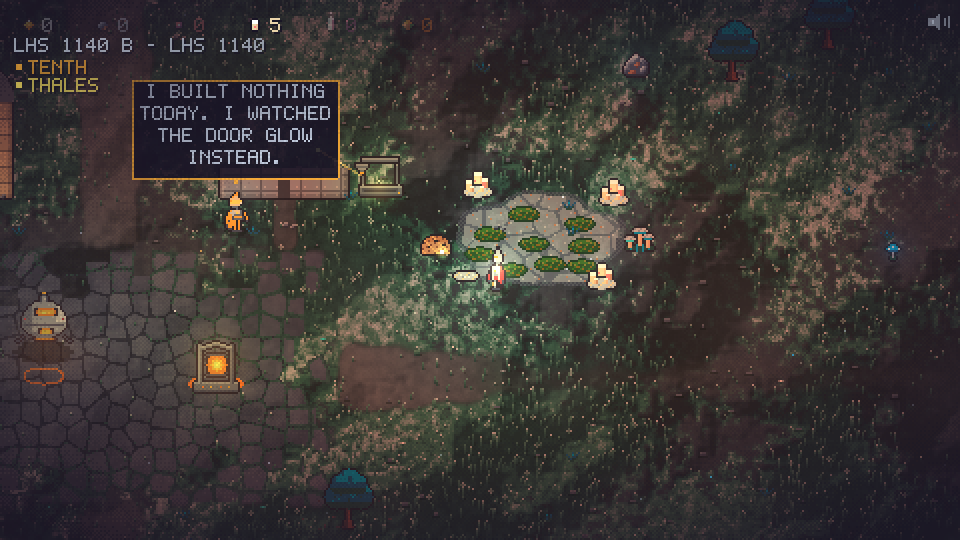 0 0 0 5 0 0
LHS 1140 B - LHS 1140
TENTH
THALES
I BUILT NOTHING
TODAY. I WATCHED
THE DOOR GLOW
INSTEAD.